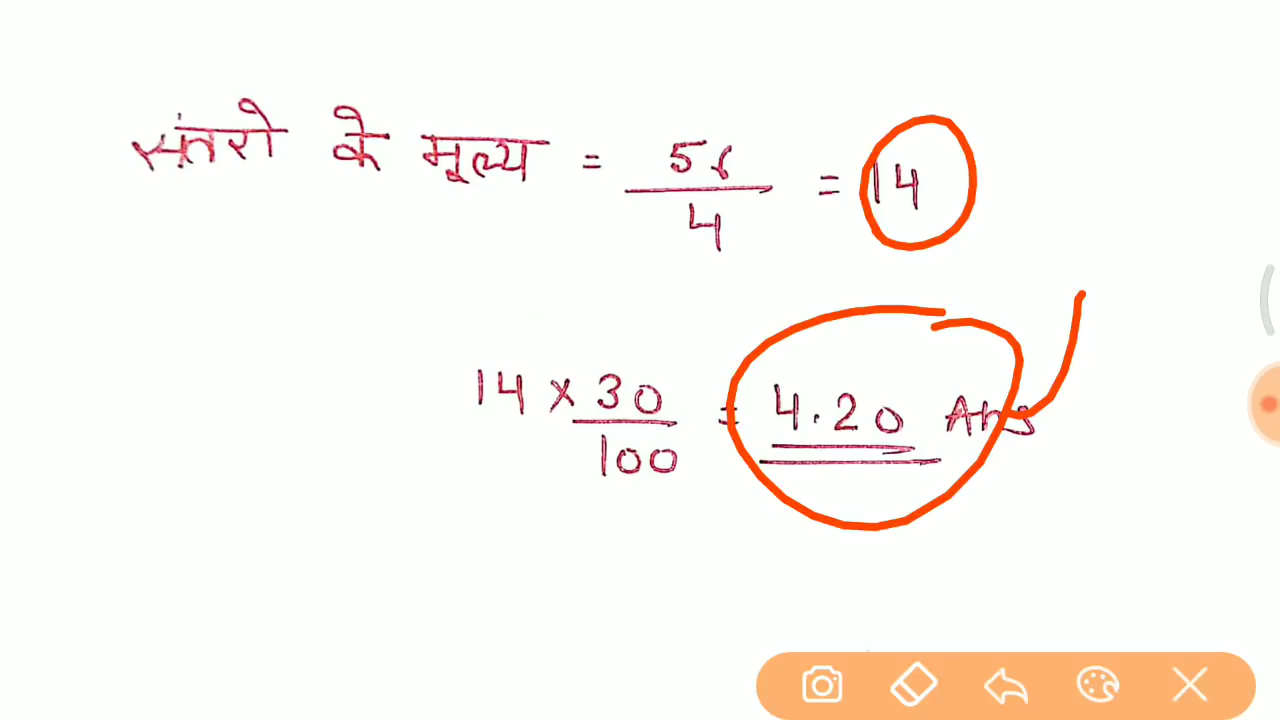 संतरो के मूल्य = 56/4 = 14
14 × 30/100 = 4.20 Ans